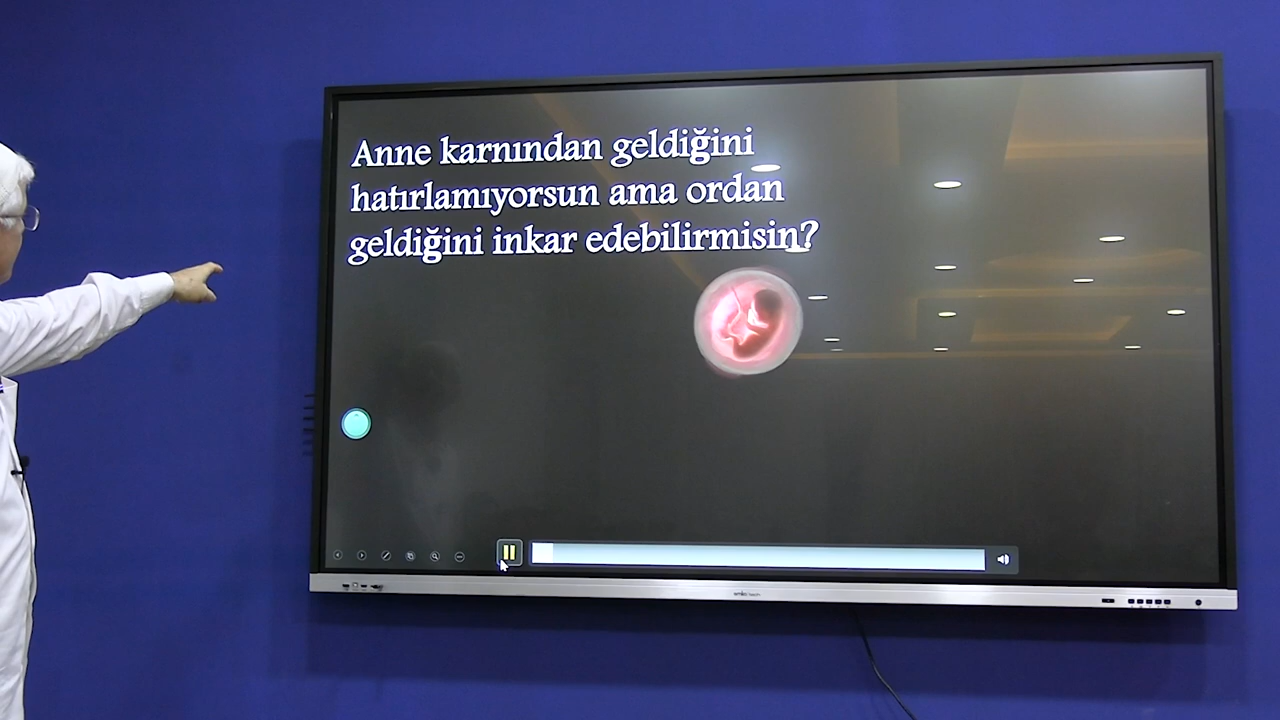 Anne karnından geldiğini
hatırlamıyorsun ama ordan
geldiğini inkar edebilirmisin?